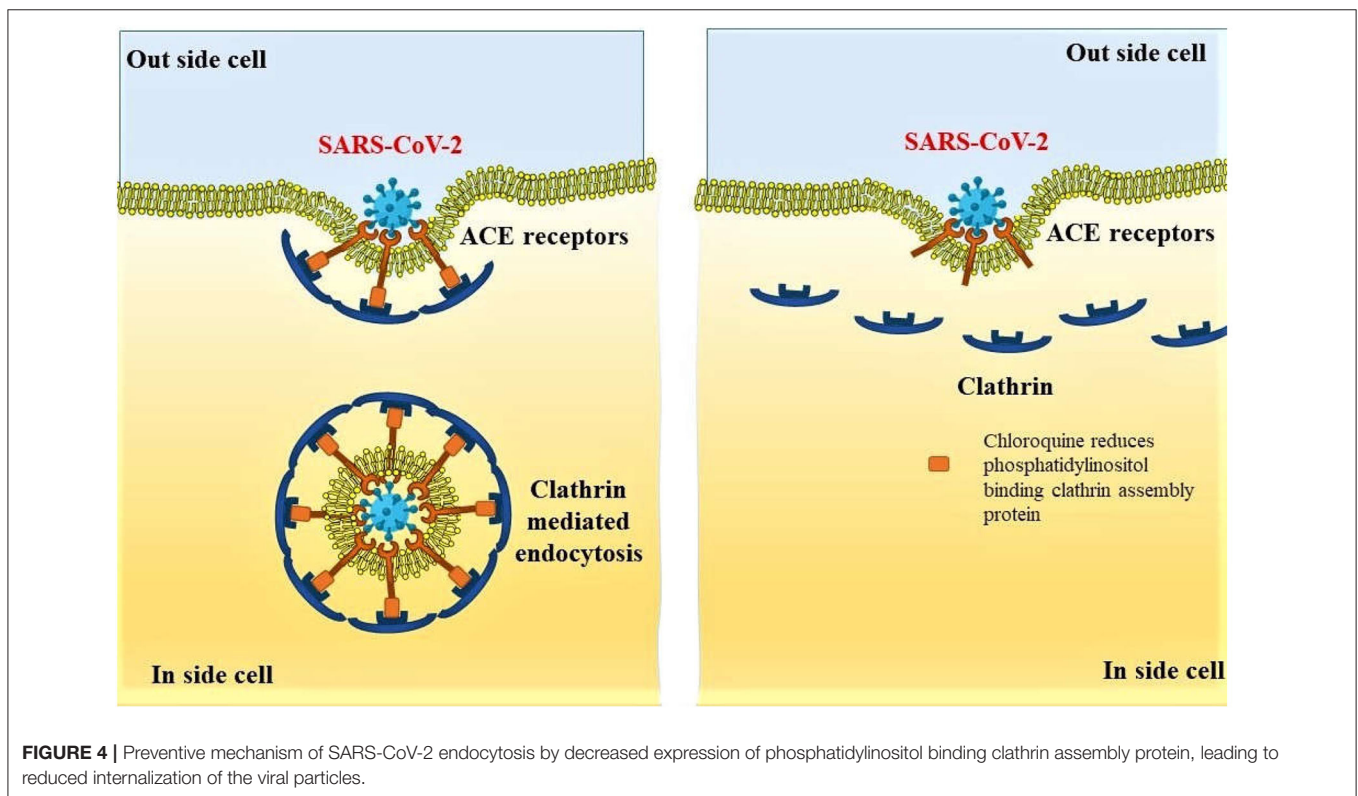 Out side cell
SARS-CoV-2
ACE receptors
Clathrin
mediated
endocytosis
In side cell
Out side cell
SARS-CoV-2
ACE receptors
Clathrin
Chloroquine reduces
phosphatidylinositol
binding clathrin assembly
protein
In side cell
FIGURE 4 | Preventive mechanism of SARS-CoV-2 endocytosis by decreased expression of phosphatidylinositol binding clathrin assembly protein, leading to
reduced internalization of the viral particles.